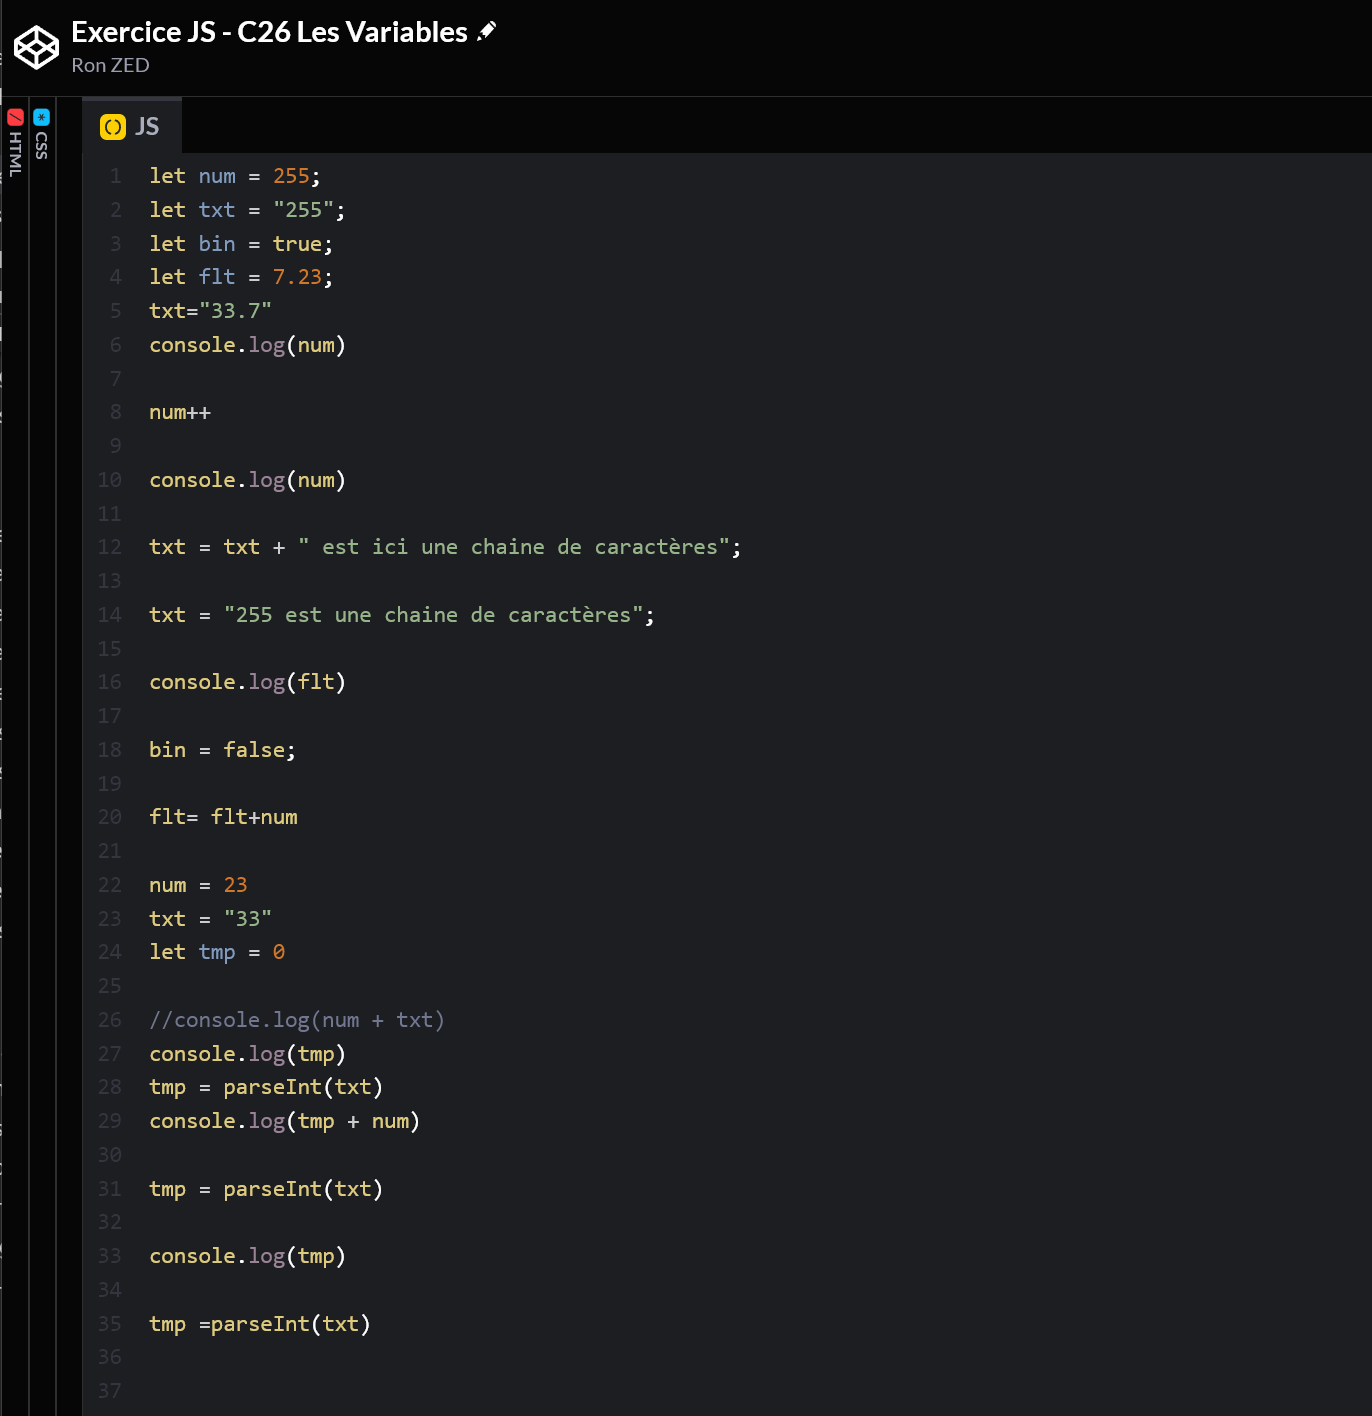 Exercice JS - C26 Les Variables
Ron ZED
HTML
CSS
JS
1 let num = 255;
2 let txt = "255";
3 let bin = true;
4 let flt = 7.23;
5 txt="33.7"
6 console.log(num)
7
8 num++
9
10 console.log(num)
11
12 txt = txt + " est ici une chaine de caractères";
13
14 txt = "255 est une chaine de caractères";
15
16 console.log(flt)
17
18 bin = false;
19
20 flt= flt+num
21
22 num = 23
23 txt = "33"
24 let tmp = 0
25
26 //console.log(num + txt)
27 console.log(tmp)
28 tmp = parseInt(txt)
29 console.log(tmp + num)
30
31 tmp = parseInt(txt)
32
33 console.log(tmp)
34
35 tmp =parseInt(txt)
36
37